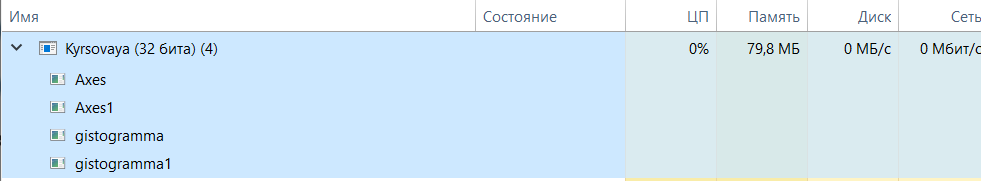 Имя Состояние ЦП Память Диск Сеть
Kyrsovaya (32 бита) (4) 0% 79,8 МБ 0 МБ/с 0 Мбит/с
Axes
Axes1
gistogramma
gistogramma1